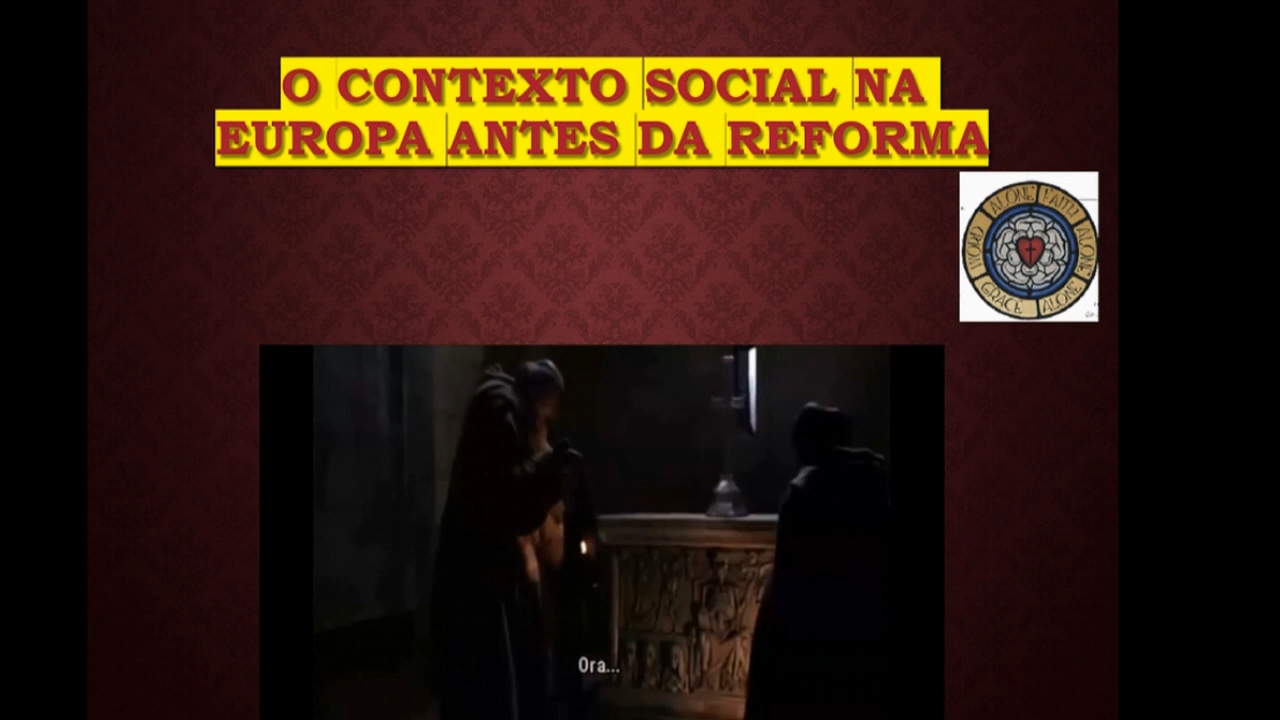 O CONTEXTO SOCIAL NA
EUROPA ANTES DA REFORMA
WORD ALONE FAITH ALONE GRACE ALONE
Ora...